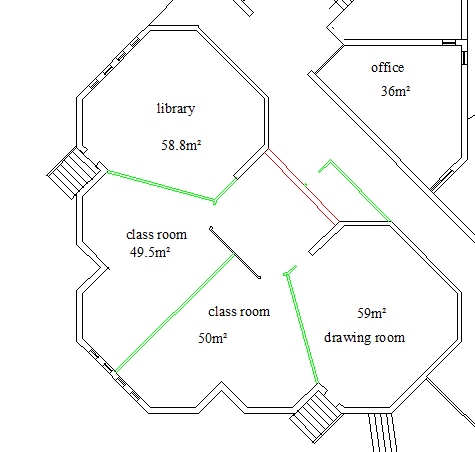 office
36m²
library
58.8m²
class room
49.5m²
class room
50m²
59m²
drawing room